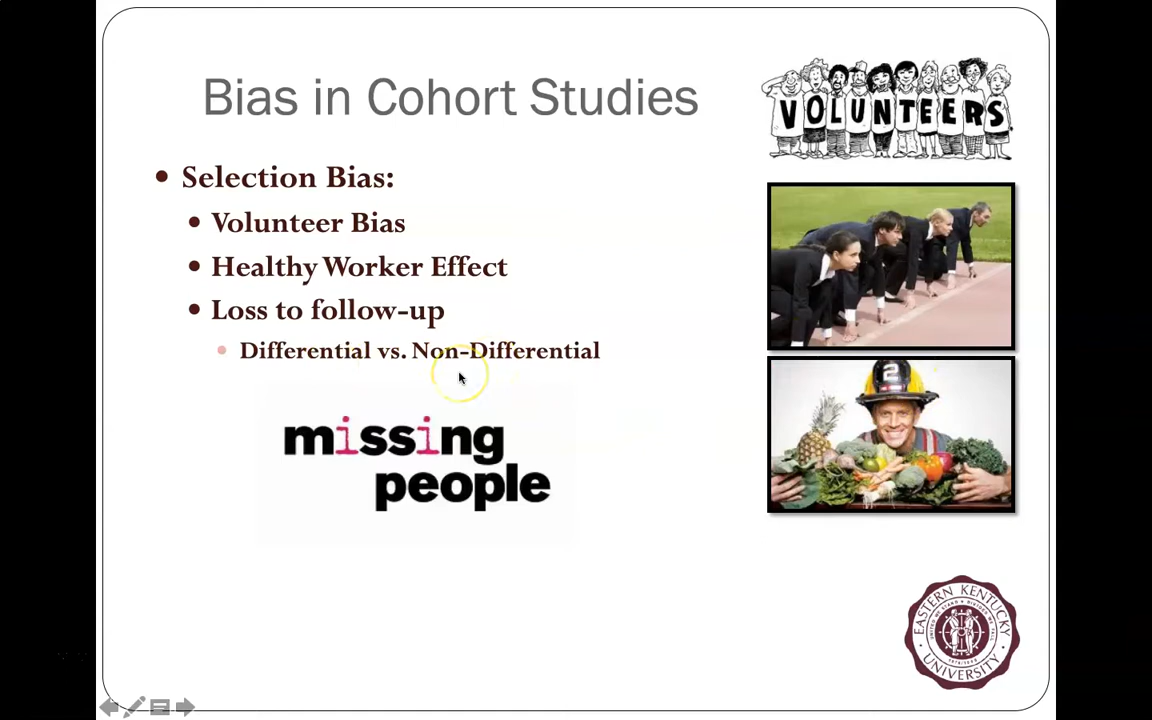 Bias in Cohort Studies
VOLUNTEERS
Selection Bias:
Volunteer Bias
Healthy Worker Effect
Loss to follow-up
Differential vs. Non-Differential
missing
people
2
EASTERN KENTUCKY
UNIVERSITY